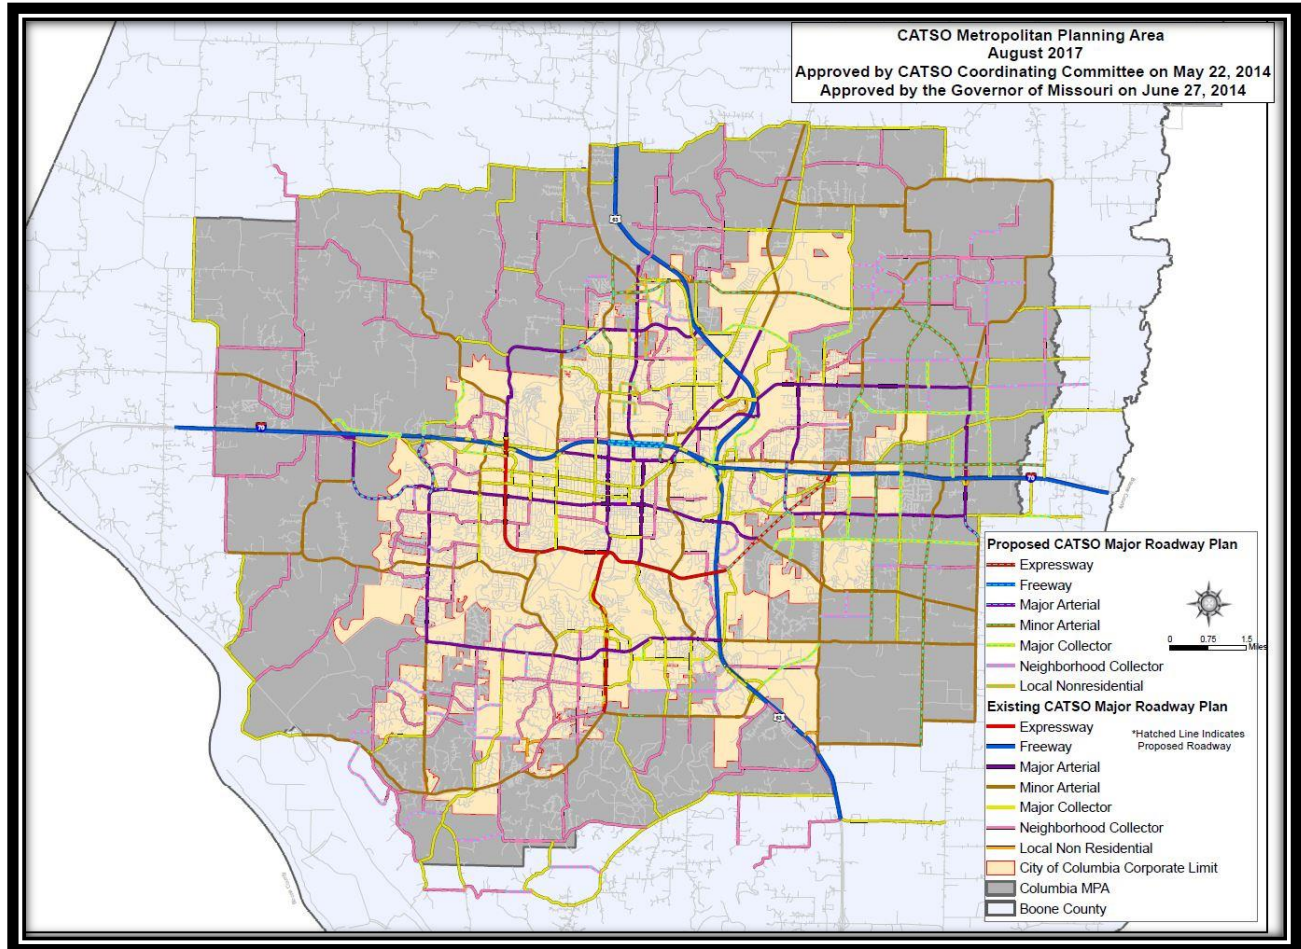 CATSO Metropolitan Planning Area
August 2017
Approved by CATSO Coordinating Committee on May 22, 2014
Approved by the Governor of Missouri on June 27, 2014
63
70
70
63
Boone County
Boone County
Proposed CATSO Major Roadway Plan
Expressway
Freeway
Major Arterial
Minor Arterial
Major Collector
Neighborhood Collector
Local Nonresidential
0 0.75 1.5
Miles
Existing CATSO Major Roadway Plan
Expressway
Freeway
Major Arterial
Minor Arterial
Major Collector
Neighborhood Collector
Local Non Residential
City of Columbia Corporate Limit
Columbia MPA
Boone County
*Hatched Line Indicates
Proposed Roadway